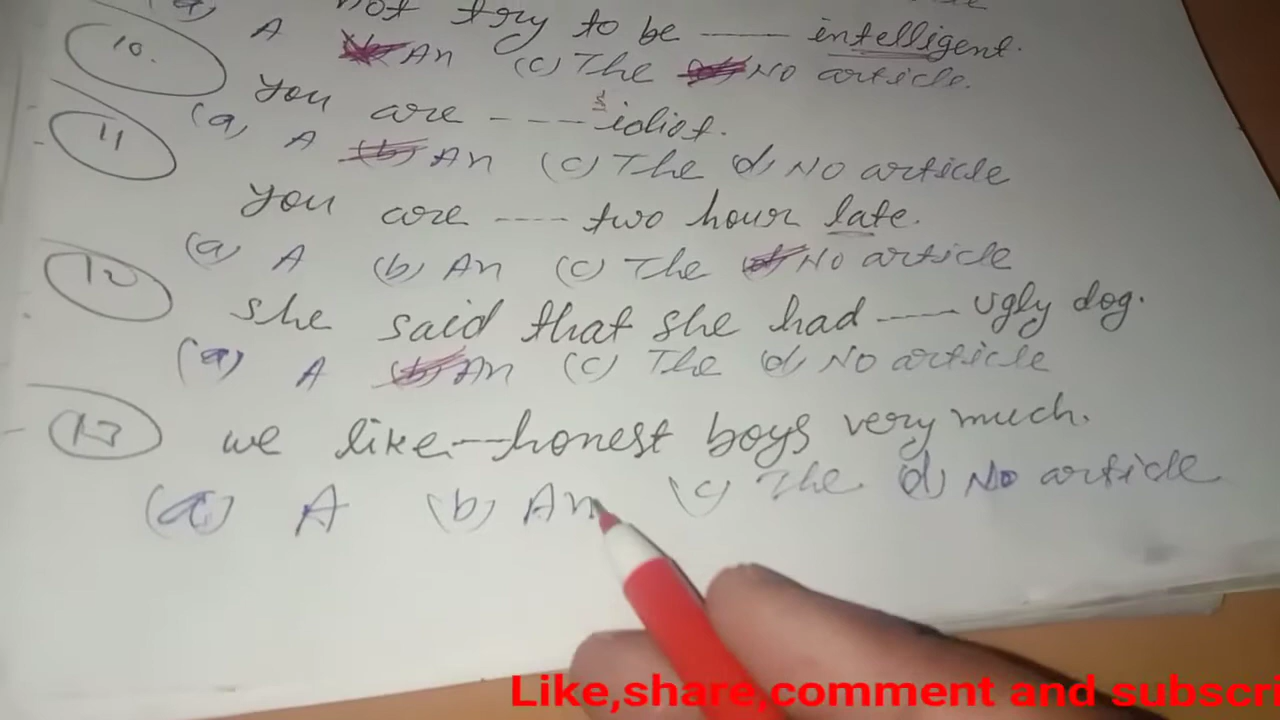 not try to be ---- intelligent.
(a) A An (c) The No article.
10. You are ---- idiot.
(a) A (b) An (c) The (d) No article
11 You are ---- two hour late.
(a) A (b) An (c) The (d) No article
12 She said that she had ---- ugly dog.
(a) A (b) An (c) The (d) No article
13 we like ---- honest boys very much.
(a) A (b) An (c) The (d) No article
Like,share,comment and subscri